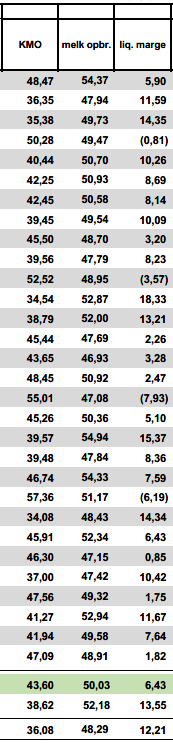 KMO melk opbr. liq. marge
48,47 54,37 5,90
36,35 47,94 11,59
35,38 49,73 14,35
50,28 49,47 (0,81)
40,44 50,70 10,26
42,25 50,93 8,69
42,45 50,58 8,14
39,45 49,54 10,09
45,50 48,70 3,20
39,56 47,79 8,23
52,52 48,95 (3,57)
34,54 52,87 18,33
38,79 52,00 13,21
45,44 47,69 2,26
43,65 46,93 3,28
48,45 50,92 2,47
55,01 47,08 (7,93)
45,26 50,36 5,10
39,57 54,94 15,37
39,48 47,84 8,36
46,74 54,33 7,59
57,36 51,17 (6,19)
34,08 48,43 14,34
45,91 52,34 6,43
46,30 47,15 0,85
37,00 47,42 10,42
47,56 49,32 1,75
41,27 52,94 11,67
41,94 49,58 7,64
47,09 48,91 1,82
43,60 50,03 6,43
38,62 52,18 13,55
36,08 48,29 12,21